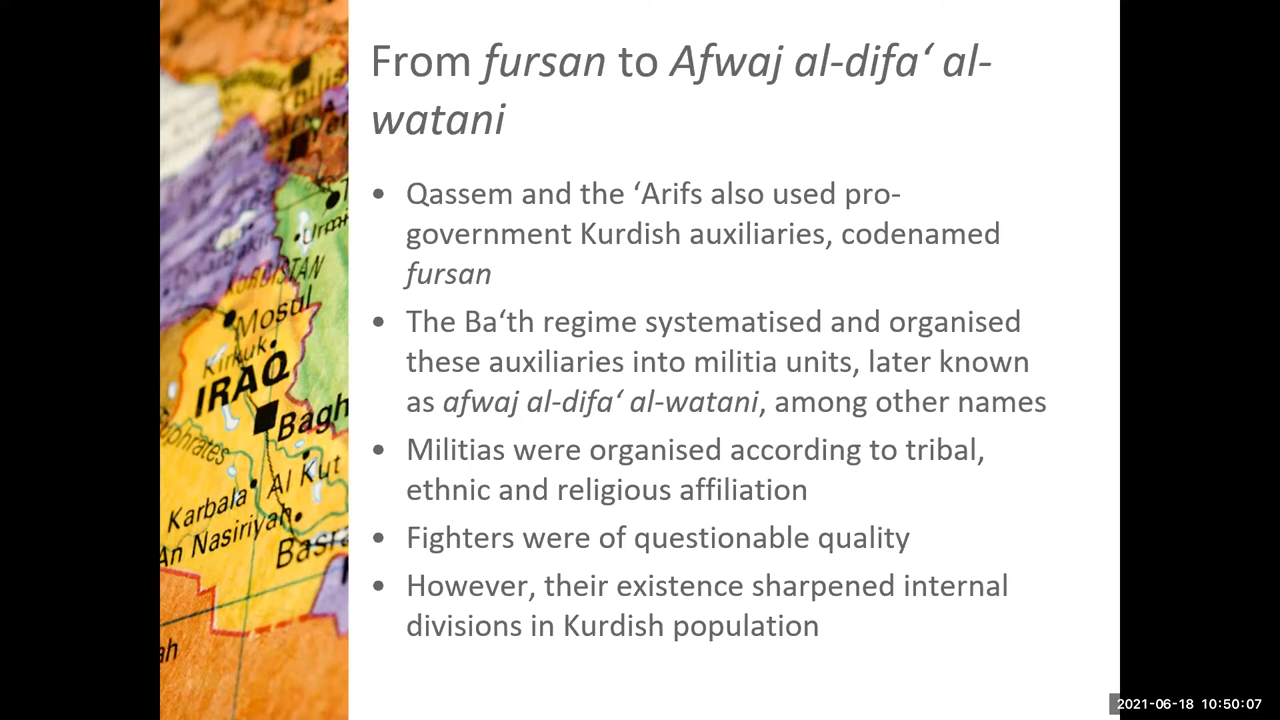 From fursan to Afwaj al-difa‘ al-
watani
• Qassem and the ‘Arifs also used pro-
government Kurdish auxiliaries, codenamed
fursan
• The Ba‘th regime systematised and organised
these auxiliaries into militia units, later known
as afwaj al-difa‘ al-watani, among other names
• Militias were organised according to tribal,
ethnic and religious affiliation
• Fighters were of questionable quality
• However, their existence sharpened internal
divisions in Kurdish population
KURDISTAN
Mosul
Kirkuk
IRAQ
Bagh
Al Kut
Karbala
An Nasiriyah
Basra
ah
2021-06-18 10:50:07